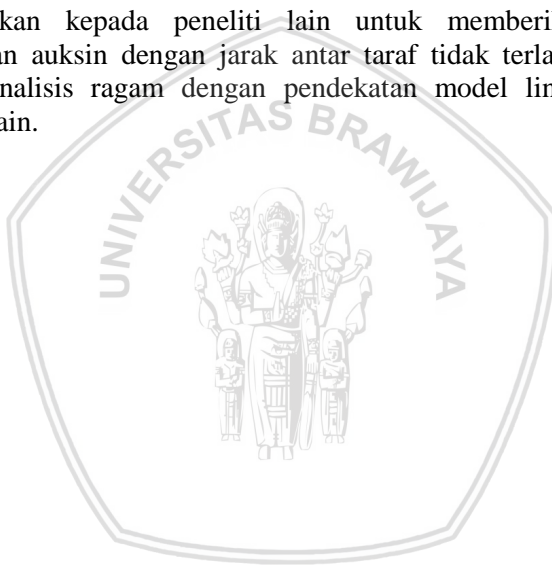 kan kepada peneliti lain untuk memberi
an auksin dengan jarak antar taraf tidak terla
nalisis ragam dengan pendekatan model lin
ain.
UNIVERSITAS BRAWIJAYA